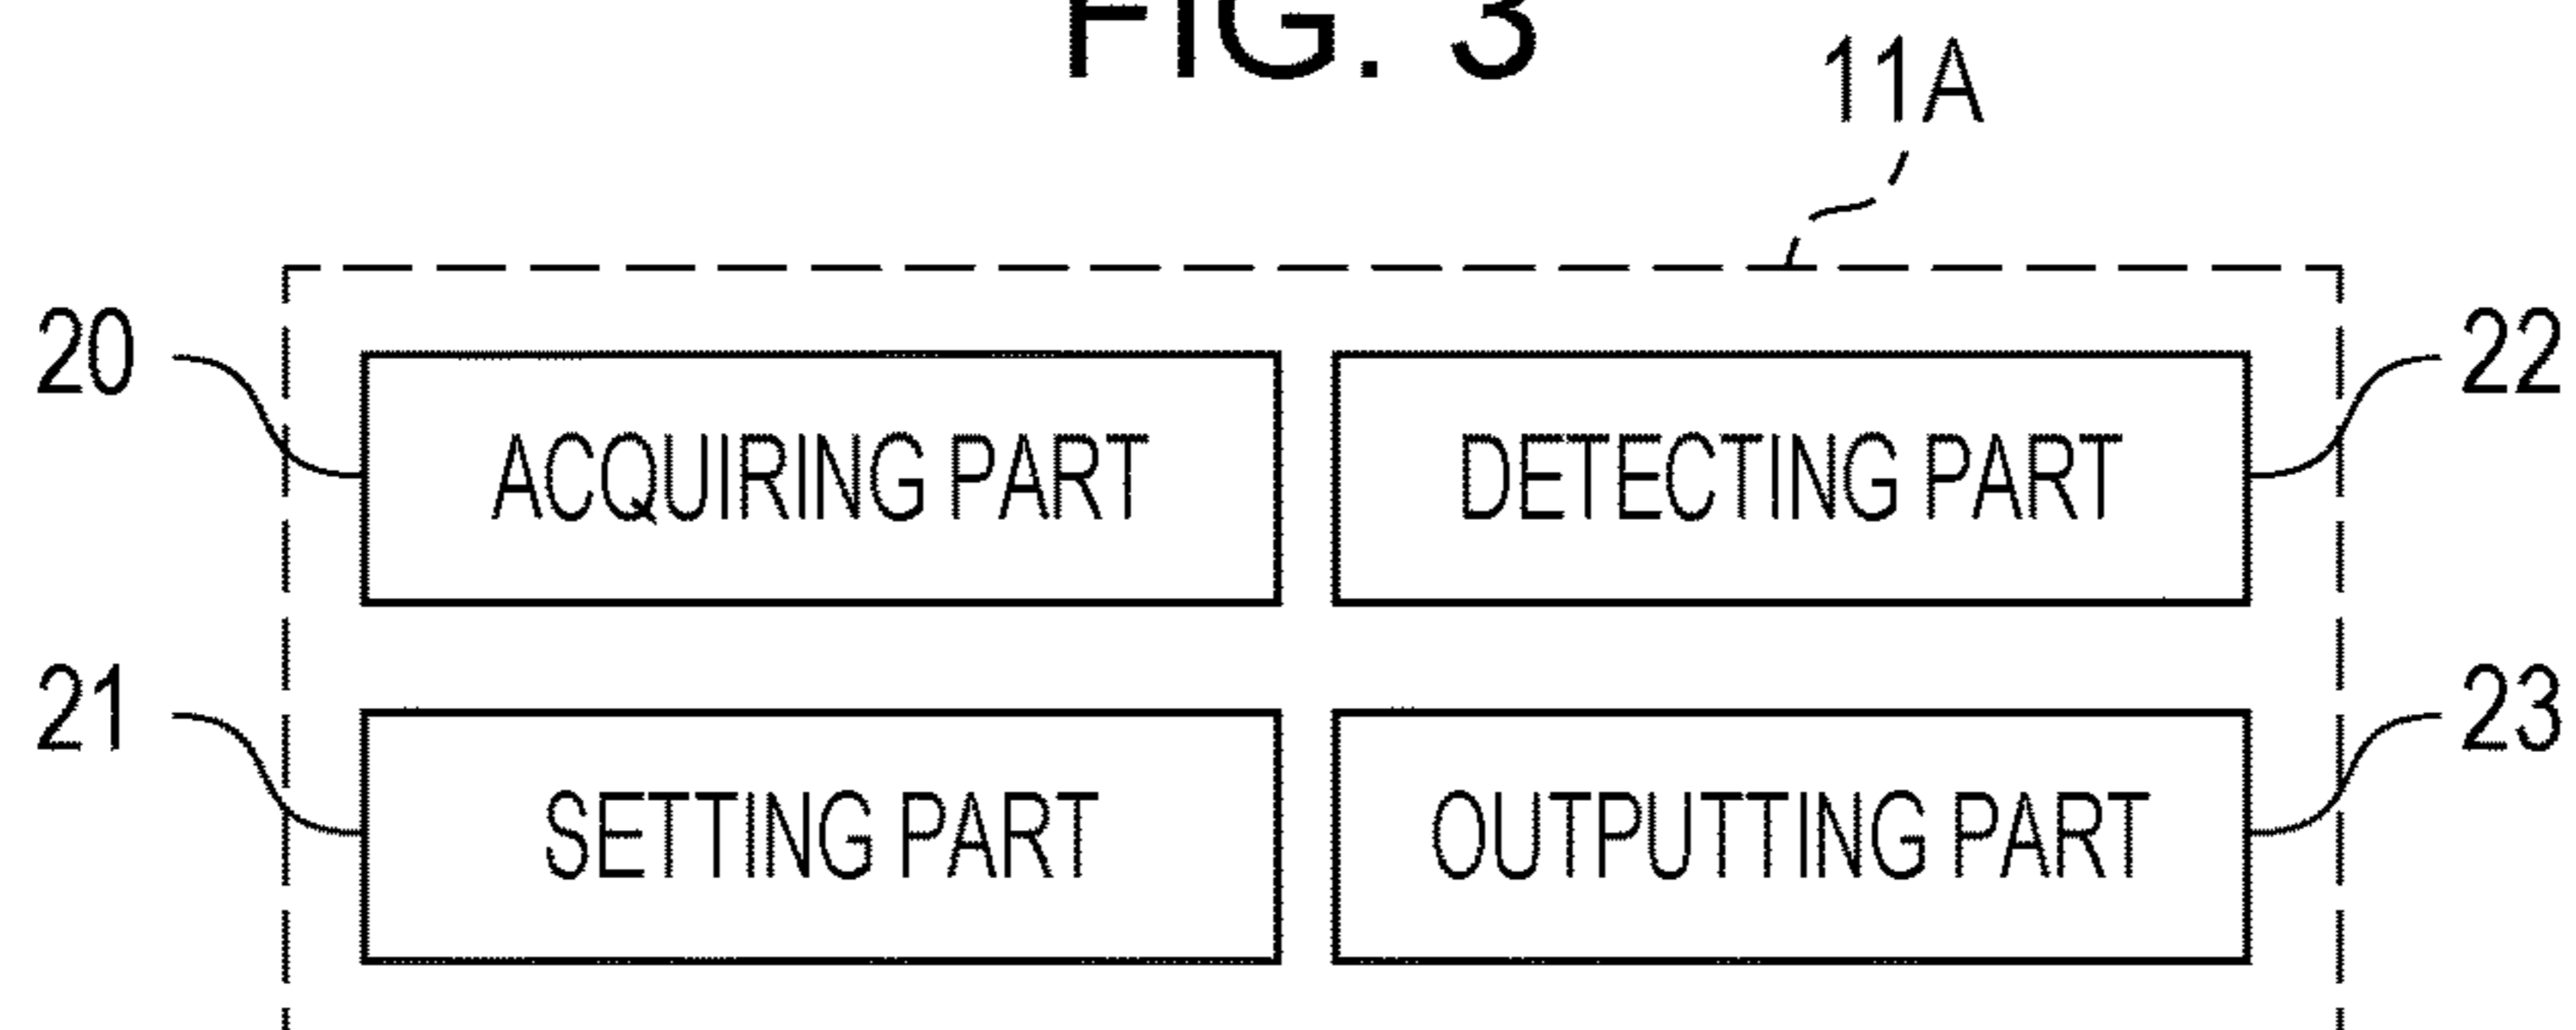 FIG. 3
11A
20
ACQUIRING PART
DETECTING PART
22
21
SETTING PART
OUTPUTTING PART
23